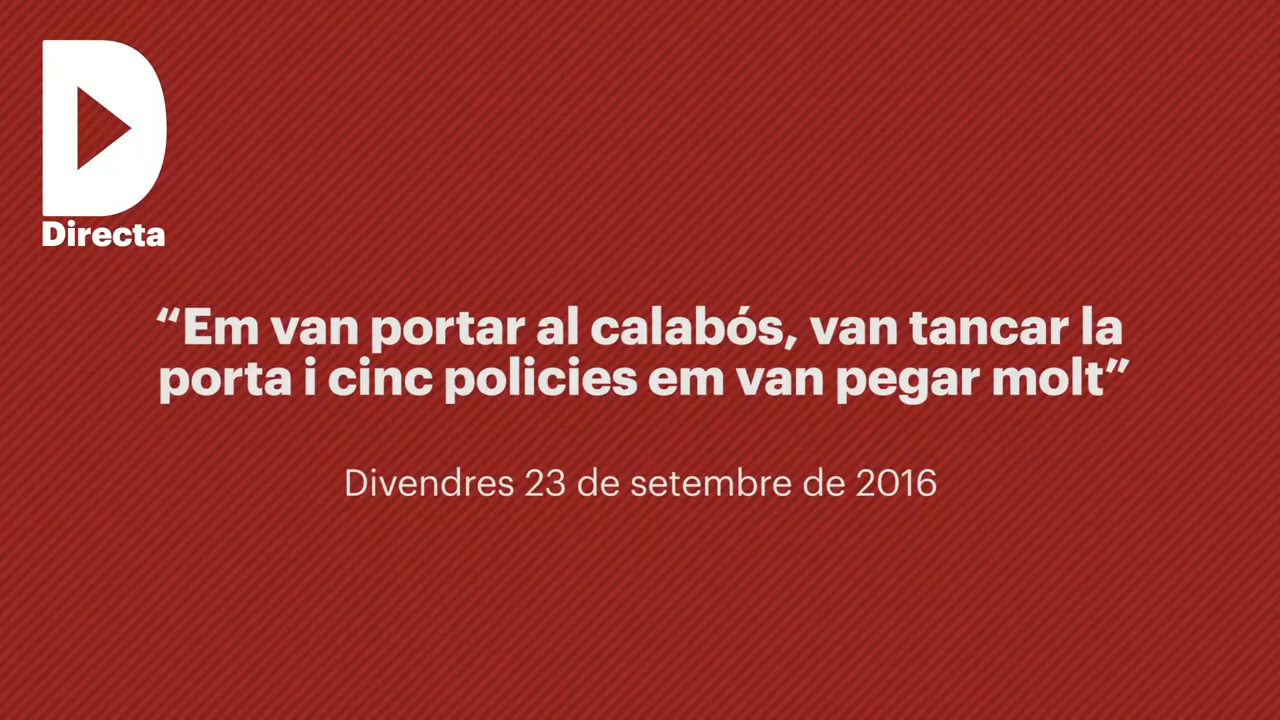 Directa
“Em van portar al calabós, van tancar la
porta i cinc policies em van pegar molt”
Divendres 23 de setembre de 2016